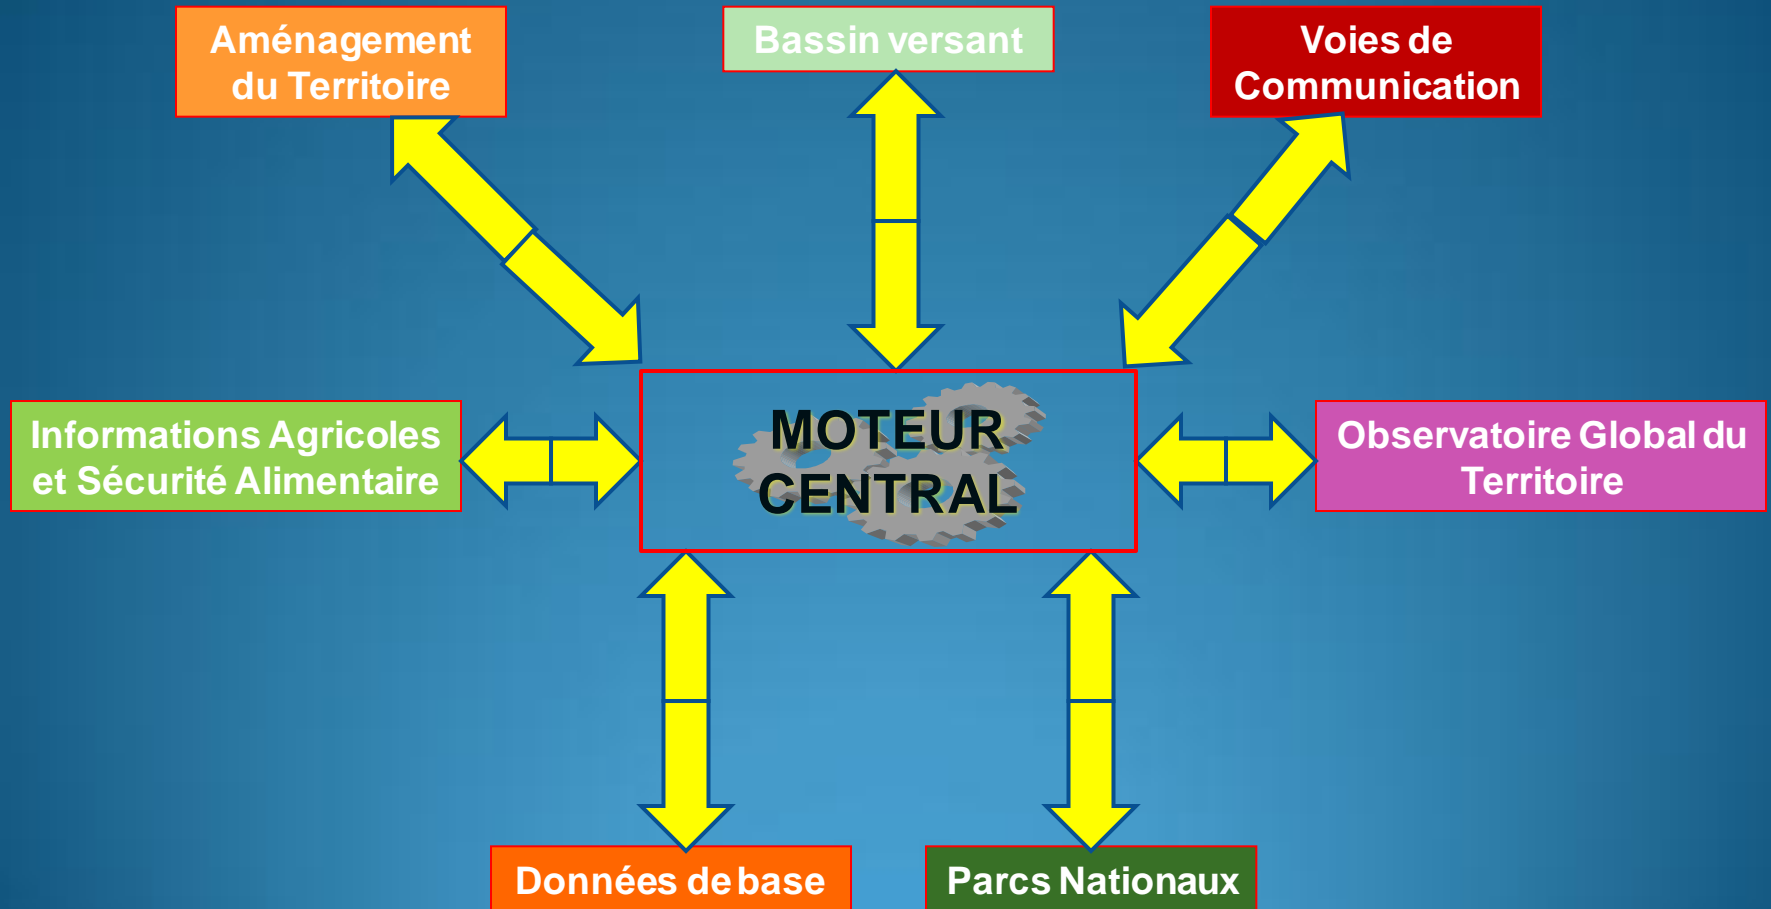 Aménagement
du Territoire
Bassin versant
Voies de
Communication
Informations Agricoles
et Sécurité Alimentaire
MOTEUR
CENTRAL
Observatoire Global du
Territoire
Données de base
Parcs Nationaux